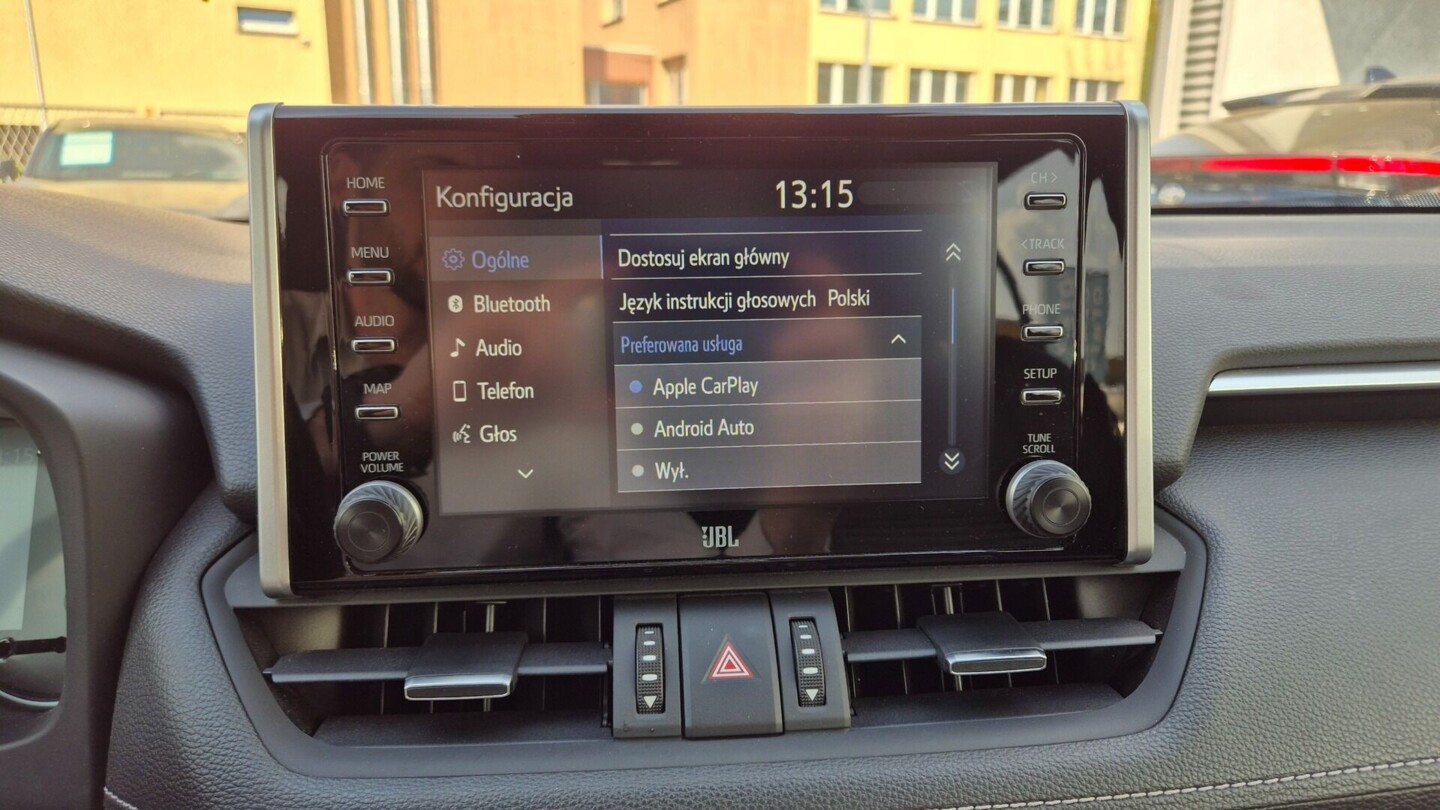 HOME
MENU
AUDIO
MAP
POWER
VOLUME
Konfiguracja
13:15
Ogólne
Bluetooth
Audio
Telefon
Głos
Dostosuj ekran główny
Język instrukcji głosowych Polski
Preferowana usługa
Apple CarPlay
Android Auto
Wył.
CH >
< TRACK
PHONE
SETUP
TUNE
SCROLL
JBL